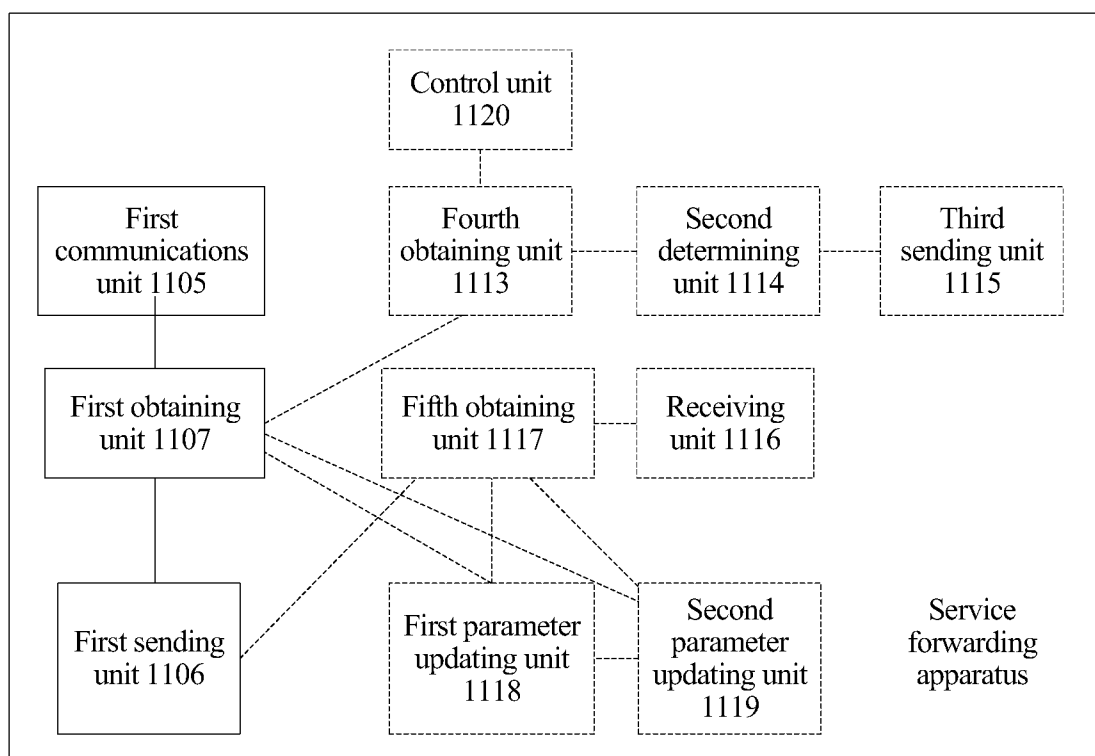 Control unit
1120
First
communications
unit 1105
Fourth
obtaining unit
1113
Second
determining
unit 1114
Third
sending unit
1115
First obtaining
unit 1107
Fifth obtaining
unit 1117
Receiving
unit 1116
First sending
unit 1106
First parameter
updating unit
1118
Second
parameter
updating unit
1119
Service
forwarding
apparatus